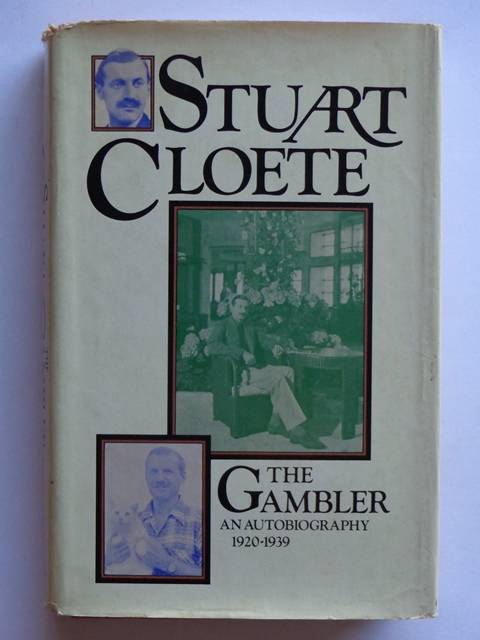 STUART
CLOETE
THE
GAMBLER
AN AUTOBIOGRAPHY
1920-1939